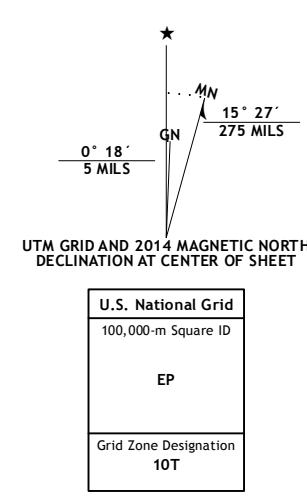 ★
MN
GN
15° 27´
275 MILS
0° 18´
5 MILS
UTM GRID AND 2014 MAGNETIC NORTH
DECLINATION AT CENTER OF SHEET
U.S. National Grid
100,000-m Square ID
EP
Grid Zone Designation
10T